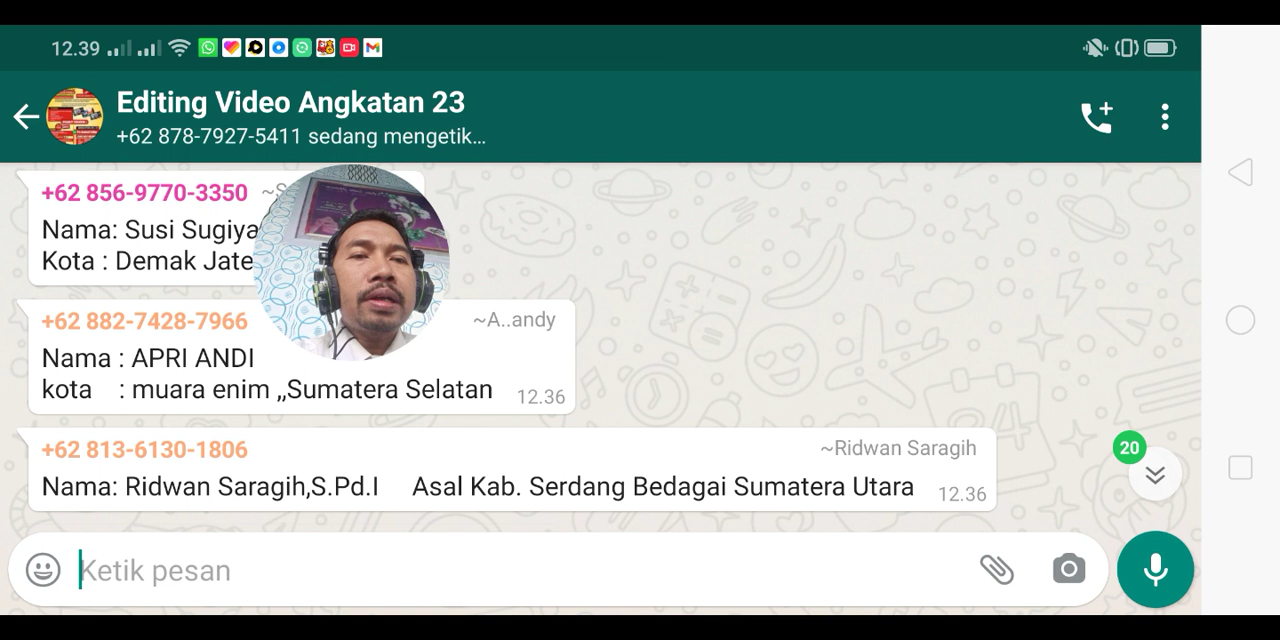 12.39
Editing Video Angkatan 23
+62 878-7927-5411 sedang mengetik...
+62 856-9770-3350
Nama: Susi Sugiya
Kota : Demak Jate
+62 882-7428-7966 ~A..andy
Nama : APRI ANDI
kota : muara enim ,,Sumatera Selatan 12.36
+62 813-6130-1806 ~Ridwan Saragih
Nama: Ridwan Saragih,S.Pd.I Asal Kab. Serdang Bedagai Sumatera Utara 12.36
20
Ketik pesan